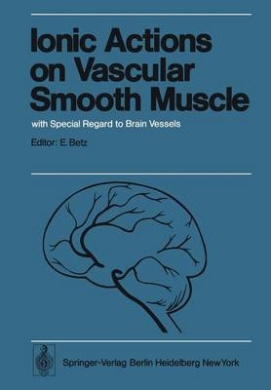 Ionic Actions
on Vascular
Smooth Muscle
with Special Regard to Brain Vessels
Editor: E. Betz
Springer-Verlag Berlin Heidelberg New York